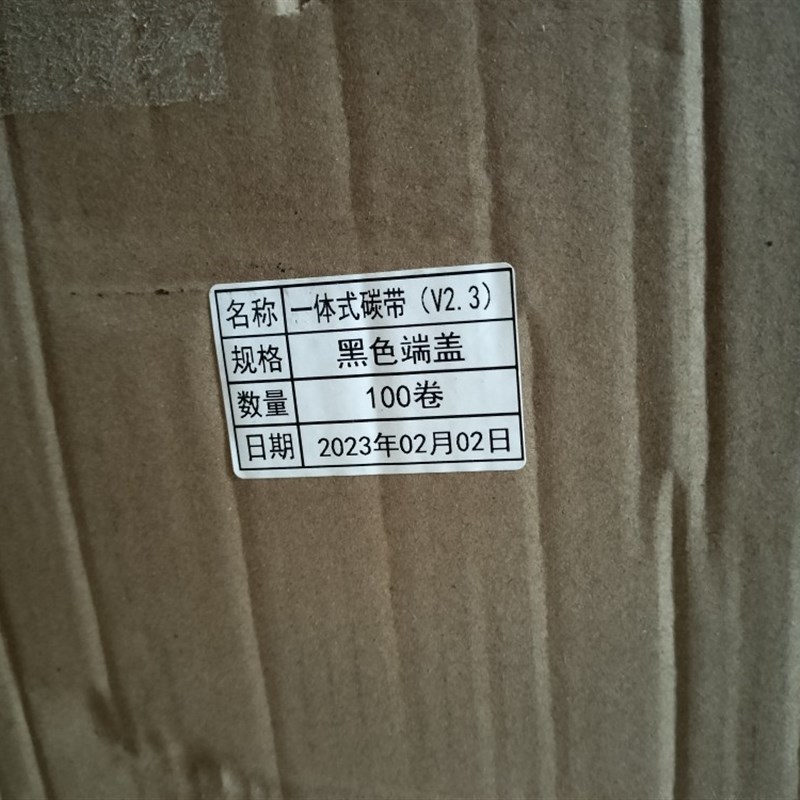 名称 一体式碳带（V2.3）
规格 黑色端盖
数量 100卷
日期 2023年02月02日